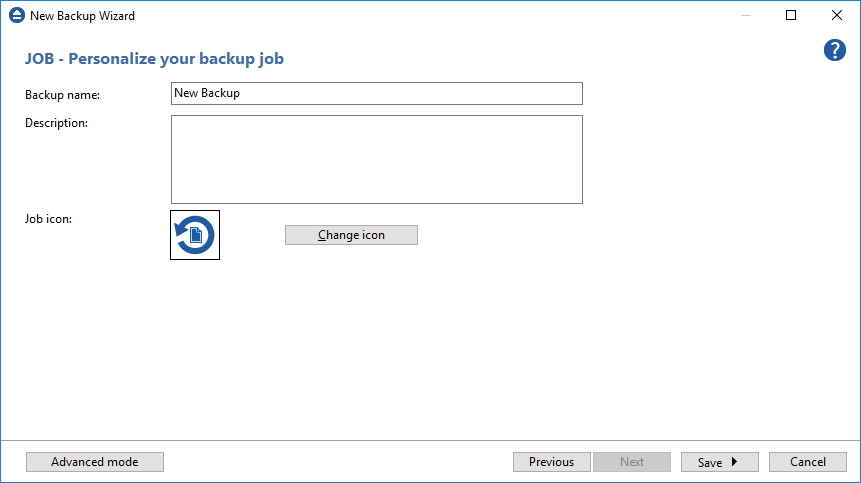 New Backup Wizard
JOB - Personalize your backup job
?
Backup name:
New Backup
Description:
Job icon:
Change icon
Advanced mode
Previous
Next
Save
Cancel